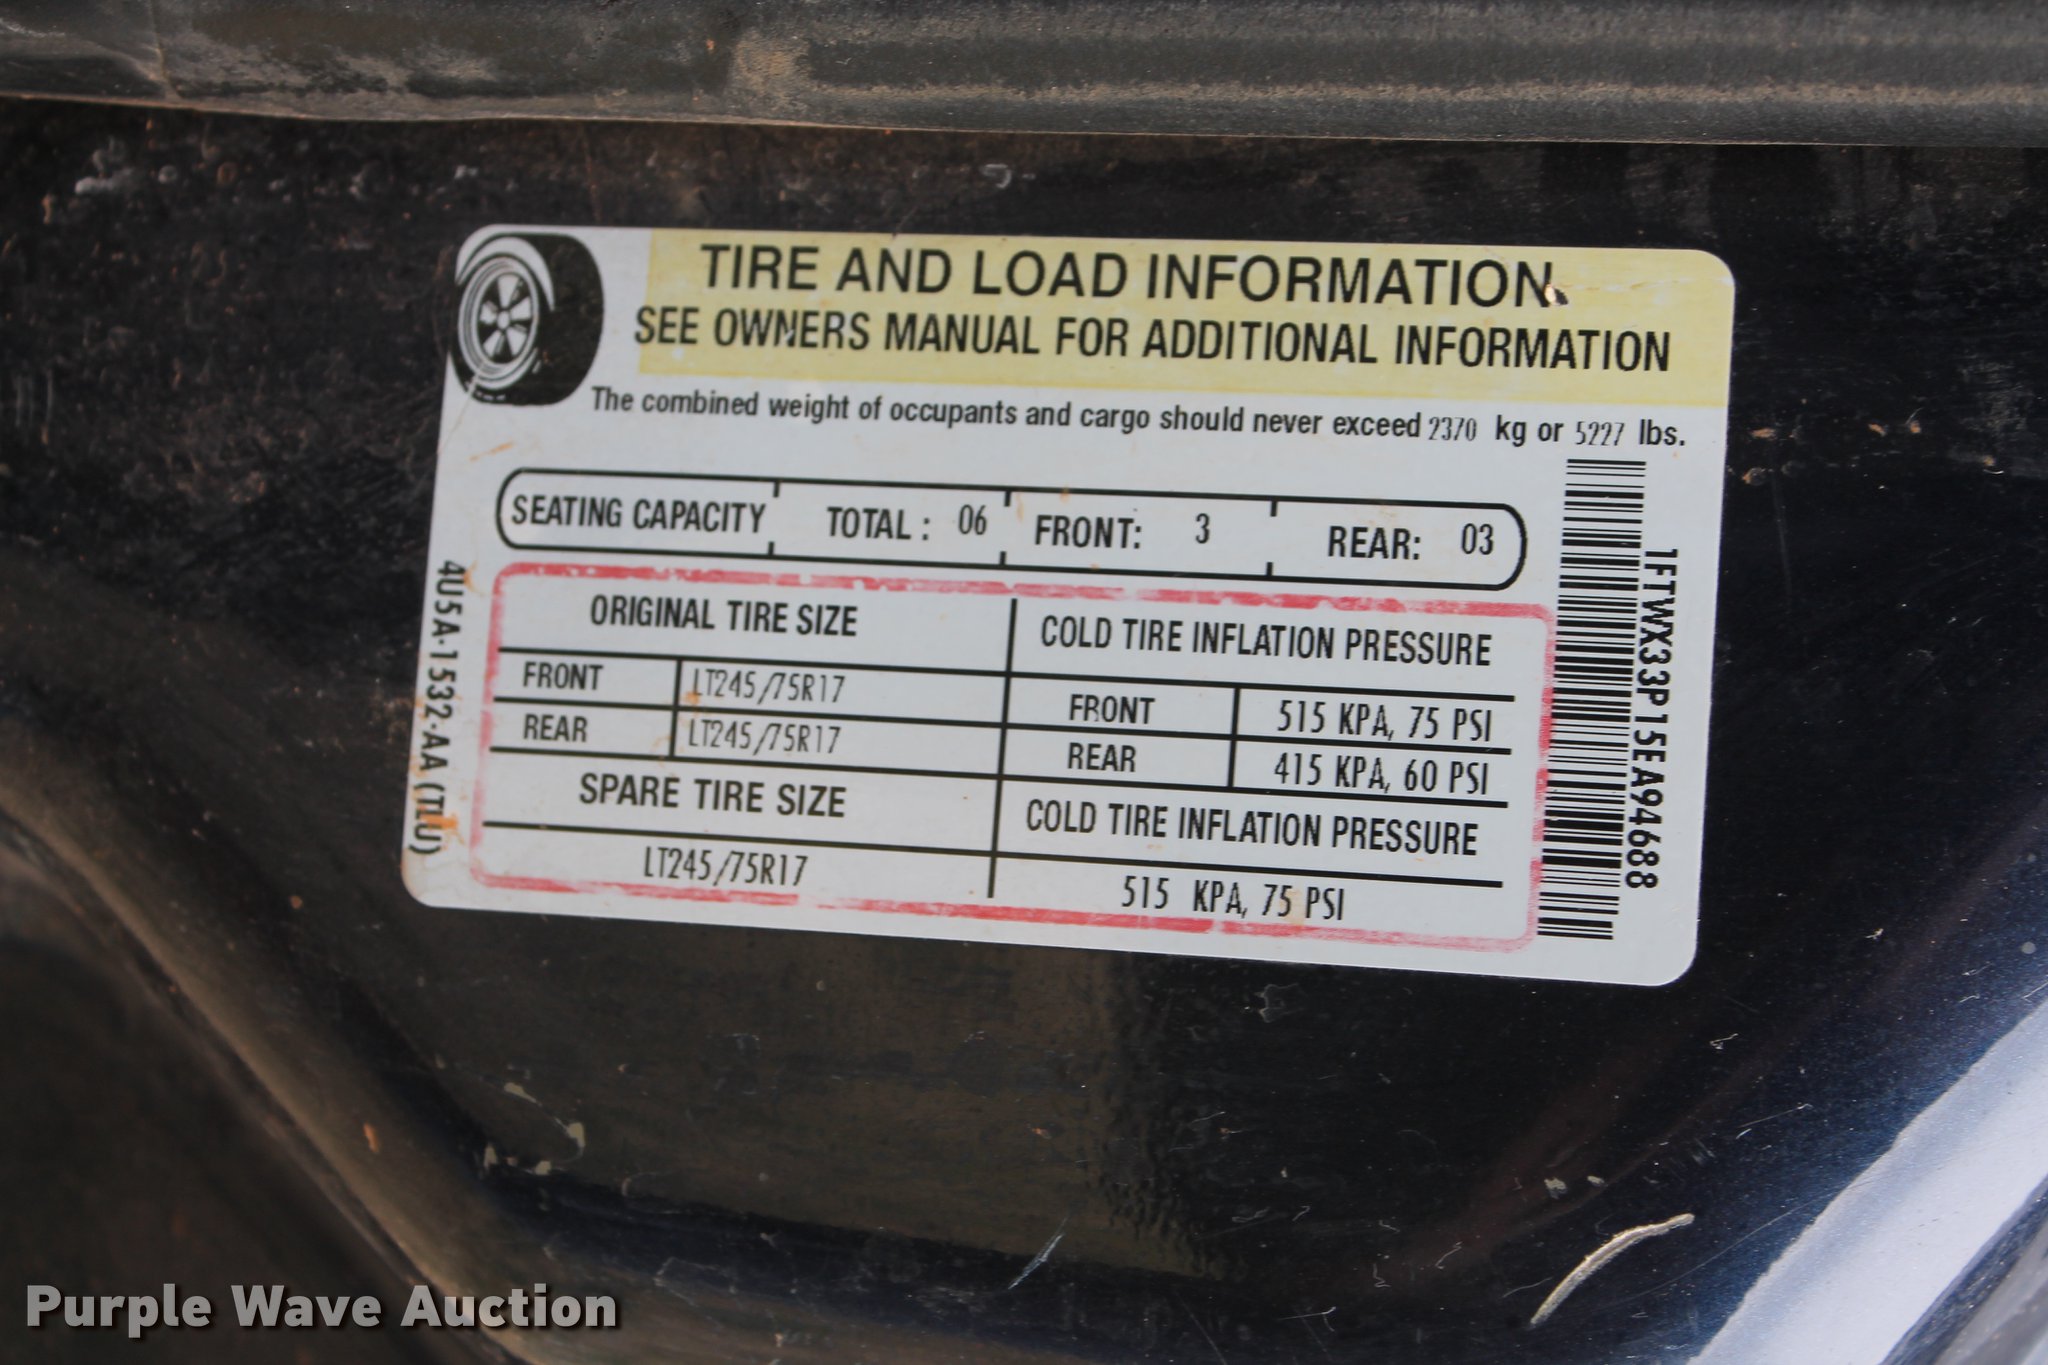 TIRE AND LOAD INFORMATION
SEE OWNERS MANUAL FOR ADDITIONAL INFORMATION
The combined weight of occupants and cargo should never exceed 2370 kg or 5227 lbs.
SEATING CAPACITY TOTAL : 06 FRONT: 3 REAR: 03
ORIGINAL TIRE SIZE COLD TIRE INFLATION PRESSURE
FRONT LT245/75R17 FRONT 515 KPA, 75 PSI
REAR LT245/75R17 REAR 415 KPA, 60 PSI
SPARE TIRE SIZE COLD TIRE INFLATION PRESSURE
LT245/75R17 515 KPA, 75 PSI
4U5A-1532-AA (TLU)
1FTWX33P15EA94688
Purple Wave Auction